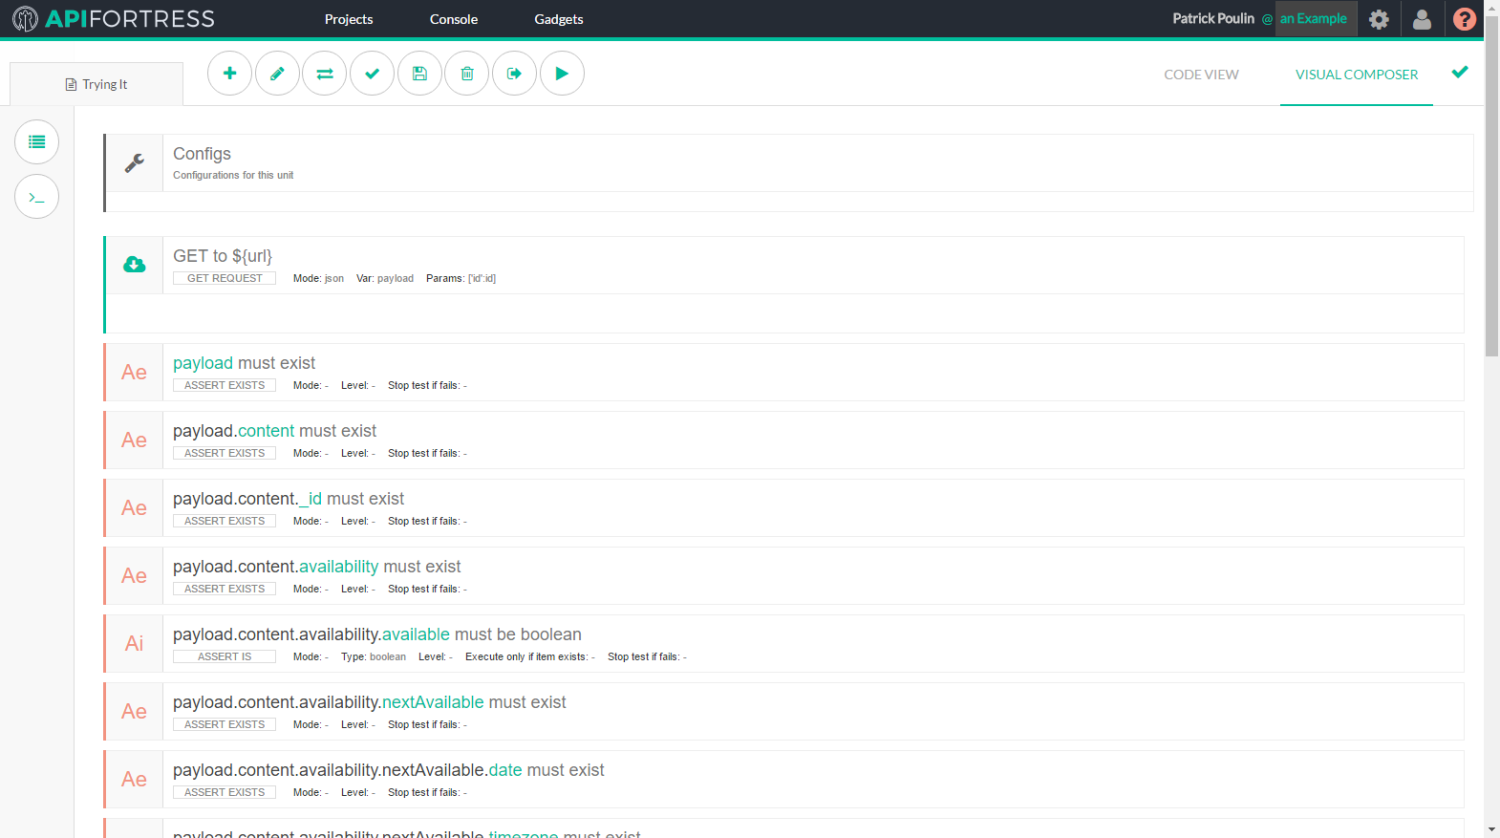 APIFORTRESS Projects Console Gadgets Patrick Poulin @ an Example ?
Trying It CODE VIEW VISUAL COMPOSER
>_
Configs
Configurations for this unit
GET to ${url}
GET REQUEST Mode: json Var: payload Params: ['id':id]
Ae payload must exist
ASSERT EXISTS Mode: - Level: - Stop test if fails: -
Ae payload.content must exist
ASSERT EXISTS Mode: - Level: - Stop test if fails: -
Ae payload.content._id must exist
ASSERT EXISTS Mode: - Level: - Stop test if fails: -
Ae payload.content.availability must exist
ASSERT EXISTS Mode: - Level: - Stop test if fails: -
Ai payload.content.availability.available must be boolean
ASSERT IS Mode: - Type: boolean Level: - Execute only if item exists: - Stop test if fails: -
Ae payload.content.availability.nextAvailable must exist
ASSERT EXISTS Mode: - Level: - Stop test if fails: -
Ae payload.content.availability.nextAvailable.date must exist
ASSERT EXISTS Mode: - Level: - Stop test if fails: -
payload.content.availability.nextAvailable.timezone must exist